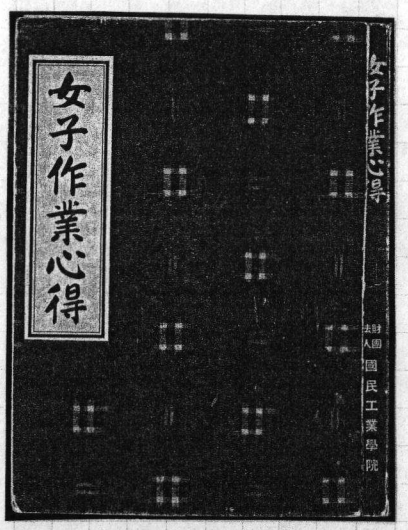 女子作業心得
女子作業心得
財團
法人
國民工業學院